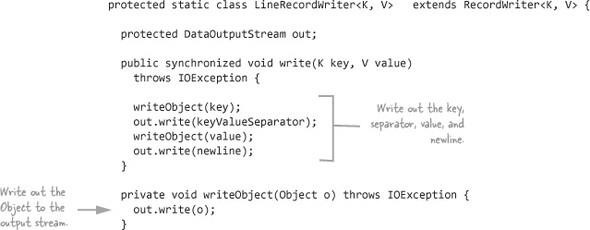 protected static class LineRecordWriter<K, V>   extends RecordWriter<K, V> {
protected DataOutputStream out;
public synchronized void write(K key, V value)
throws IOException {
writeObject(key);
out.write(keyValueSeparator);
writeObject(value);
out.write(newline);
}
Write out the key,
separator, value, and
newline.
private void writeObject(Object o) throws IOException {
out.write(o);
}
Write out the
Object to the
output stream.